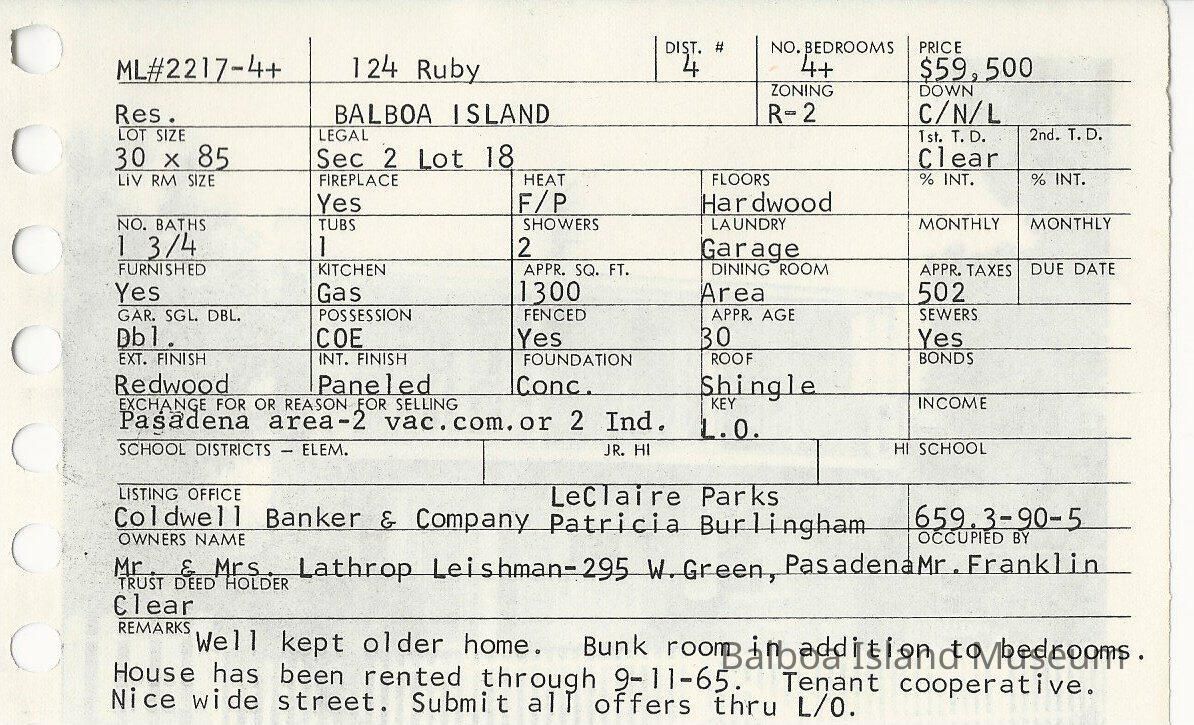 DIST. # NO. BEDROOMS PRICE
ML#2217-4+ 124 Ruby 4 4+ $59,500
ZONING DOWN
Res. BALBOA ISLAND R-2 C/N/L
LOT SIZE LEGAL 1st. T. D. 2nd. T. D.
30 x 85 Sec 2 Lot 18 Clear
LIV RM SIZE FIREPLACE HEAT FLOORS % INT. % INT.
Yes F/P Hardwood
NO. BATHS TUBS SHOWERS LAUNDRY MONTHLY MONTHLY
1 3/4 1 2 Garage
FURNISHED KITCHEN APPR. SQ. FT. DINING ROOM APPR. TAXES DUE DATE
Yes Gas 1300 Area 502
GAR. SGL. DBL. POSSESSION FENCED APPR. AGE SEWERS
Dbl. COE Yes 30 Yes
EXT. FINISH INT. FINISH FOUNDATION ROOF BONDS
Redwood Paneled Conc. Shingle
EXCHANGE FOR OR REASON FOR SELLING KEY INCOME
Pasadena area-2 vac.com.or 2 Ind. L.O.
SCHOOL DISTRICTS – ELEM. JR. HI HI SCHOOL
LISTING OFFICE LeClaire Parks
Coldwell Banker & Company Patricia Burlingham 659.3-90-5
OWNERS NAME OCCUPIED BY
Mr. & Mrs. Lathrop Leishman-295 W.Green, Pasadena Mr.Franklin
TRUST DEED HOLDER
Clear
REMARKS Well kept older home. Bunk room in addition to bedrooms.
Balboa Island Museum
House has been rented through 9-11-65. Tenant cooperative.
Nice wide street. Submit all offers thru L/O.